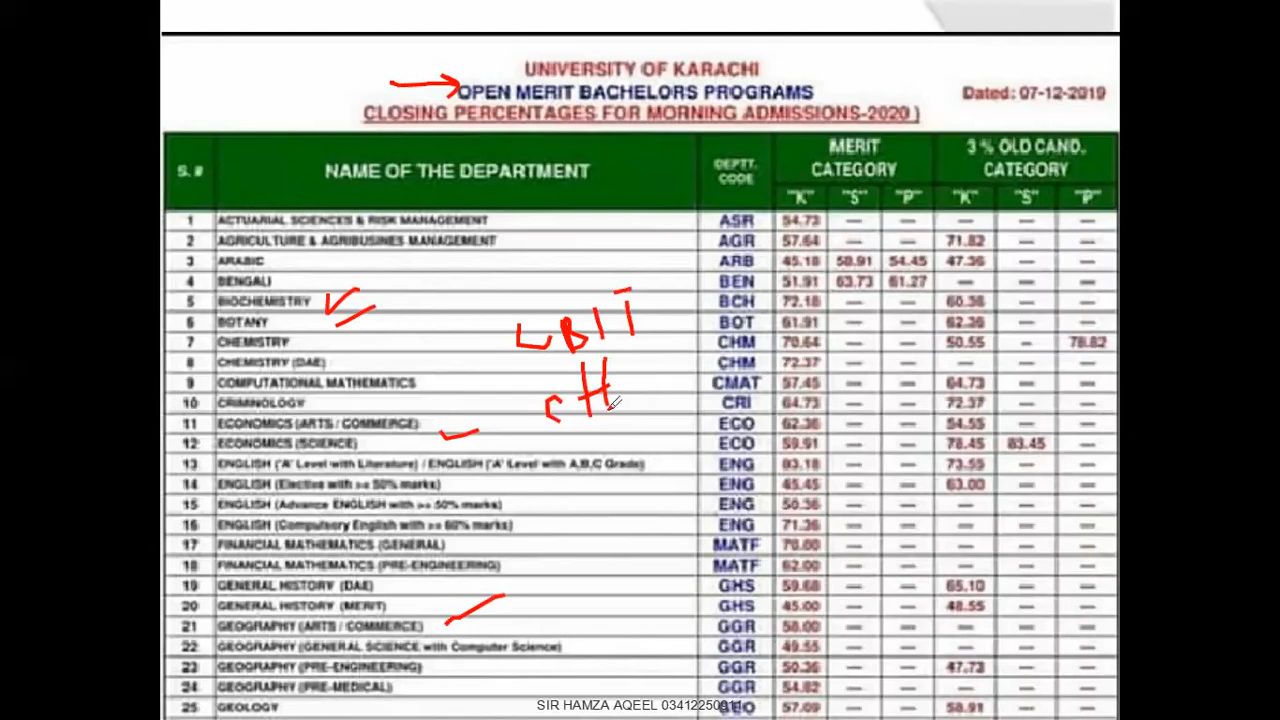 UNIVERSITY OF KARACHI
OPEN MERIT BACHELORS PROGRAMS
Dated: 07-12-2019
CLOSING PERCENTAGES FOR MORNING ADMISSIONS-2020 )
S. # NAME OF THE DEPARTMENT DEPTT. CODE MERIT CATEGORY 3 % OLD CAND. CATEGORY
"K" "S" "P" "K" "S" "P"
1 ACTUARIAL SCIENCES & RISK MANAGEMENT ASR 54.73 — — — — —
2 AGRICULTURE & AGRIBUSINES MANAGEMENT AGR 57.64 — — 71.82 — —
3 ARABIC ARB 45.18 58.91 54.45 47.36 — —
4 BENGALI BEN 51.91 63.73 61.27 — — —
5 BIOCHEMISTRY BCH 72.18 — — 60.36 — —
6 BOTANY BOT 61.91 — — 62.36 — —
7 CHEMISTRY CHM 70.64 — — 50.55 – 78.82
8 CHEMISTRY (DAE) CHM 72.37 — — — — —
9 COMPUTATIONAL MATHEMATICS CMAT 57.45 — — 64.73 — —
10 CRIMINOLOGY CRI 64.73 — — 72.37 — —
11 ECONOMICS (ARTS / COMMERCE) ECO 62.36 — — 54.55 — —
12 ECONOMICS (SCIENCE) ECO 59.91 — — 78.45 83.45 —
13 ENGLISH ('A' Level with Literature) / ENGLISH ('A' Level with A,B,C Grade) ENG 83.18 — — 73.55 — —
14 ENGLISH (Elective with >= 50% marks) ENG 45.45 — — 63.00 — —
15 ENGLISH (Advance ENGLISH with >= 50% marks) ENG 50.36 — — — — —
16 ENGLISH (Compulsory English with >= 60% marks) ENG 71.36 — — — — —
17 FINANCIAL MATHEMATICS (GENERAL) MATF 70.00 — — — — —
18 FINANCIAL MATHEMATICS (PRE-ENGINEERING) MATF 62.00 — — — — —
19 GENERAL HISTORY (DAE) GHS 59.68 — — 65.10 — —
20 GENERAL HISTORY (MERIT) GHS 45.00 — — 48.55 — —
21 GEOGRAPHY (ARTS / COMMERCE) GGR 58.00 — — — — —
22 GEOGRAPHY (GENERAL SCIENCE with Computer Science) GGR 49.55 — — — — —
23 GEOGRAPHY (PRE-ENGINEERING) GGR 50.36 — — 47.73 — —
24 GEOGRAPHY (PRE-MEDICAL) GGR 54.82 — — — — —
25 GEOLOGY GEO 57.09 — — 58.91 — —
BIT
CH
SIR HAMZA AQEEL